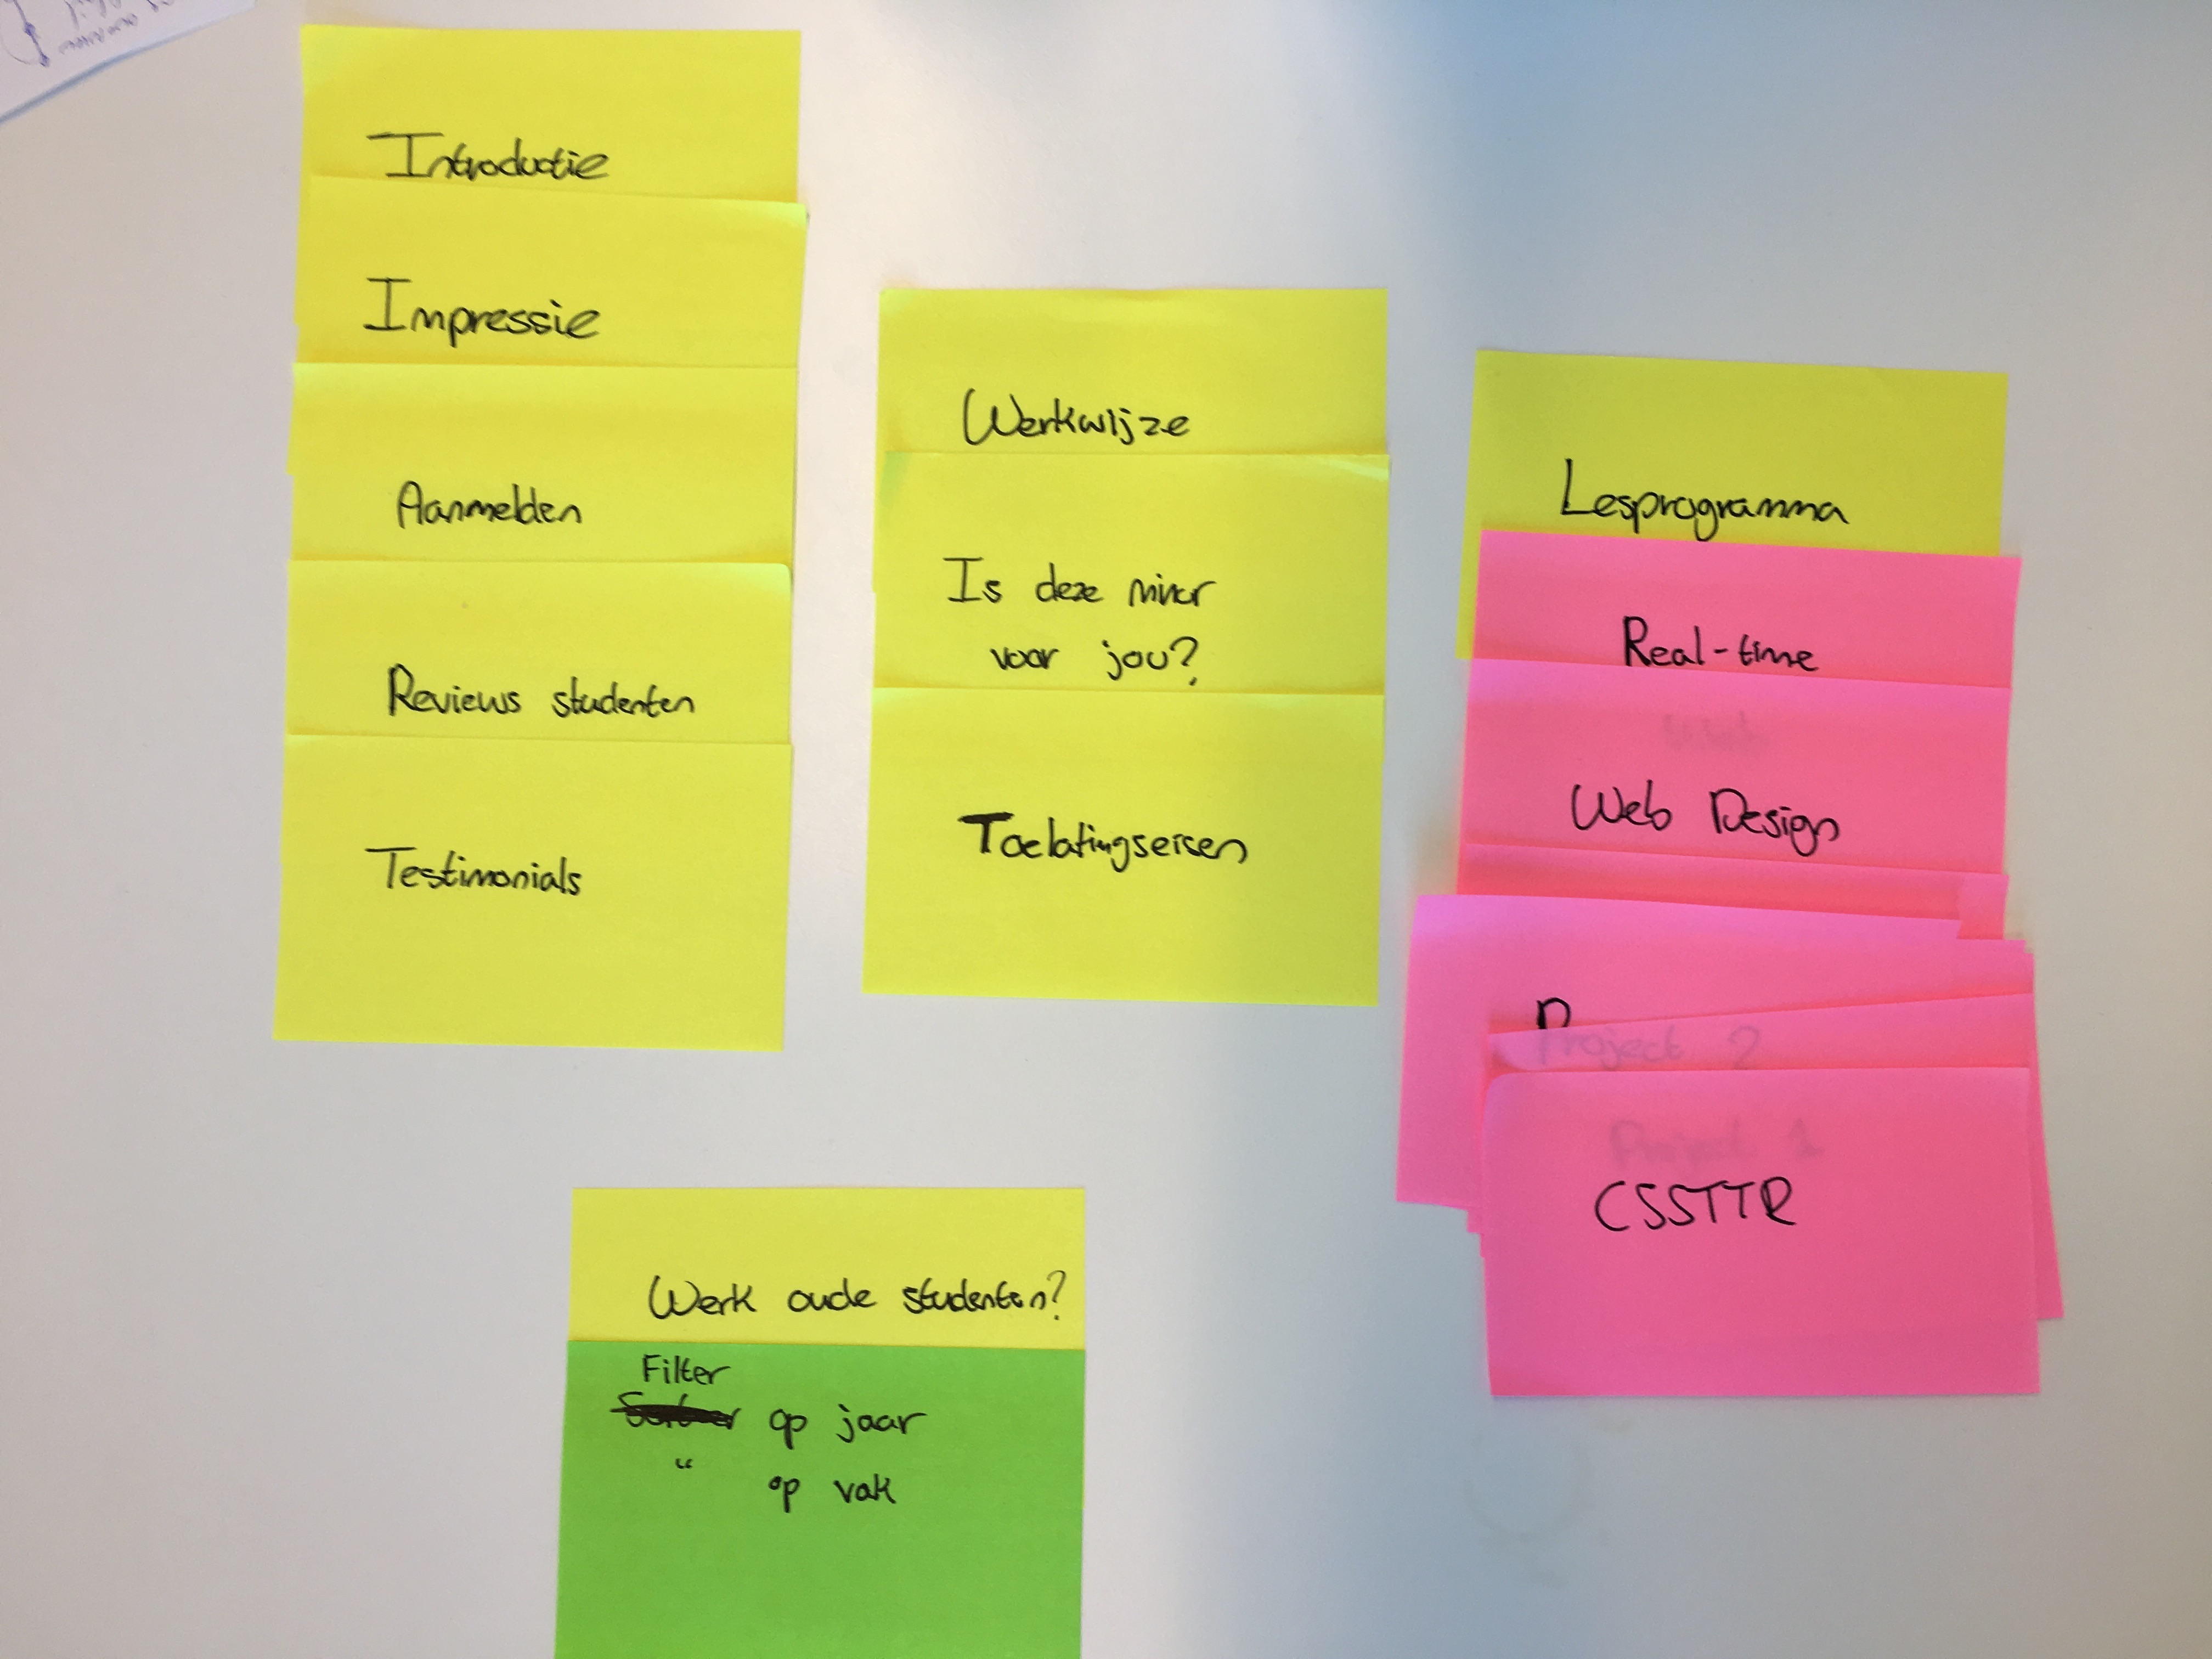 Introductie
Impressie
Aanmelden
Reviews studenten
Testimonials
Werkwijze
Is deze minor
voor jou?
Toelatingseisen
Lesprogramma
Real-time
Web Design
Project 2
Project 1
CSSTTR
Werk oude studenten?
Filter
op jaar
" op vak